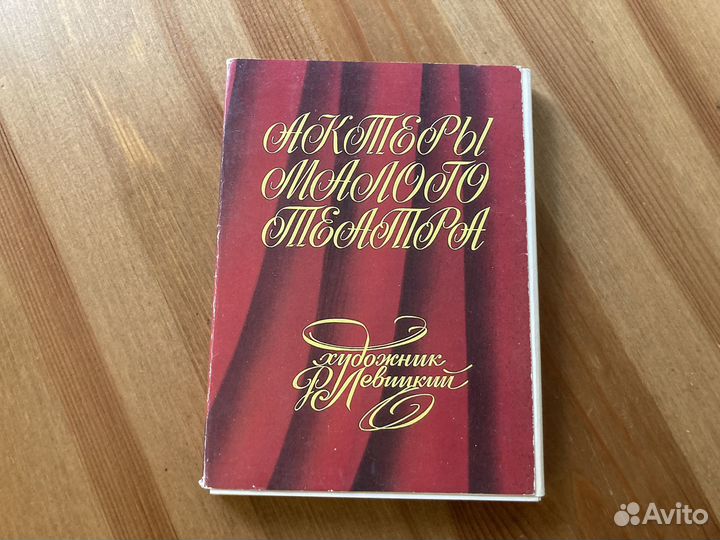 АКТЕРЫ
МАЛОГО
ТЕАТРА
художник
Р Левицкий
Avito